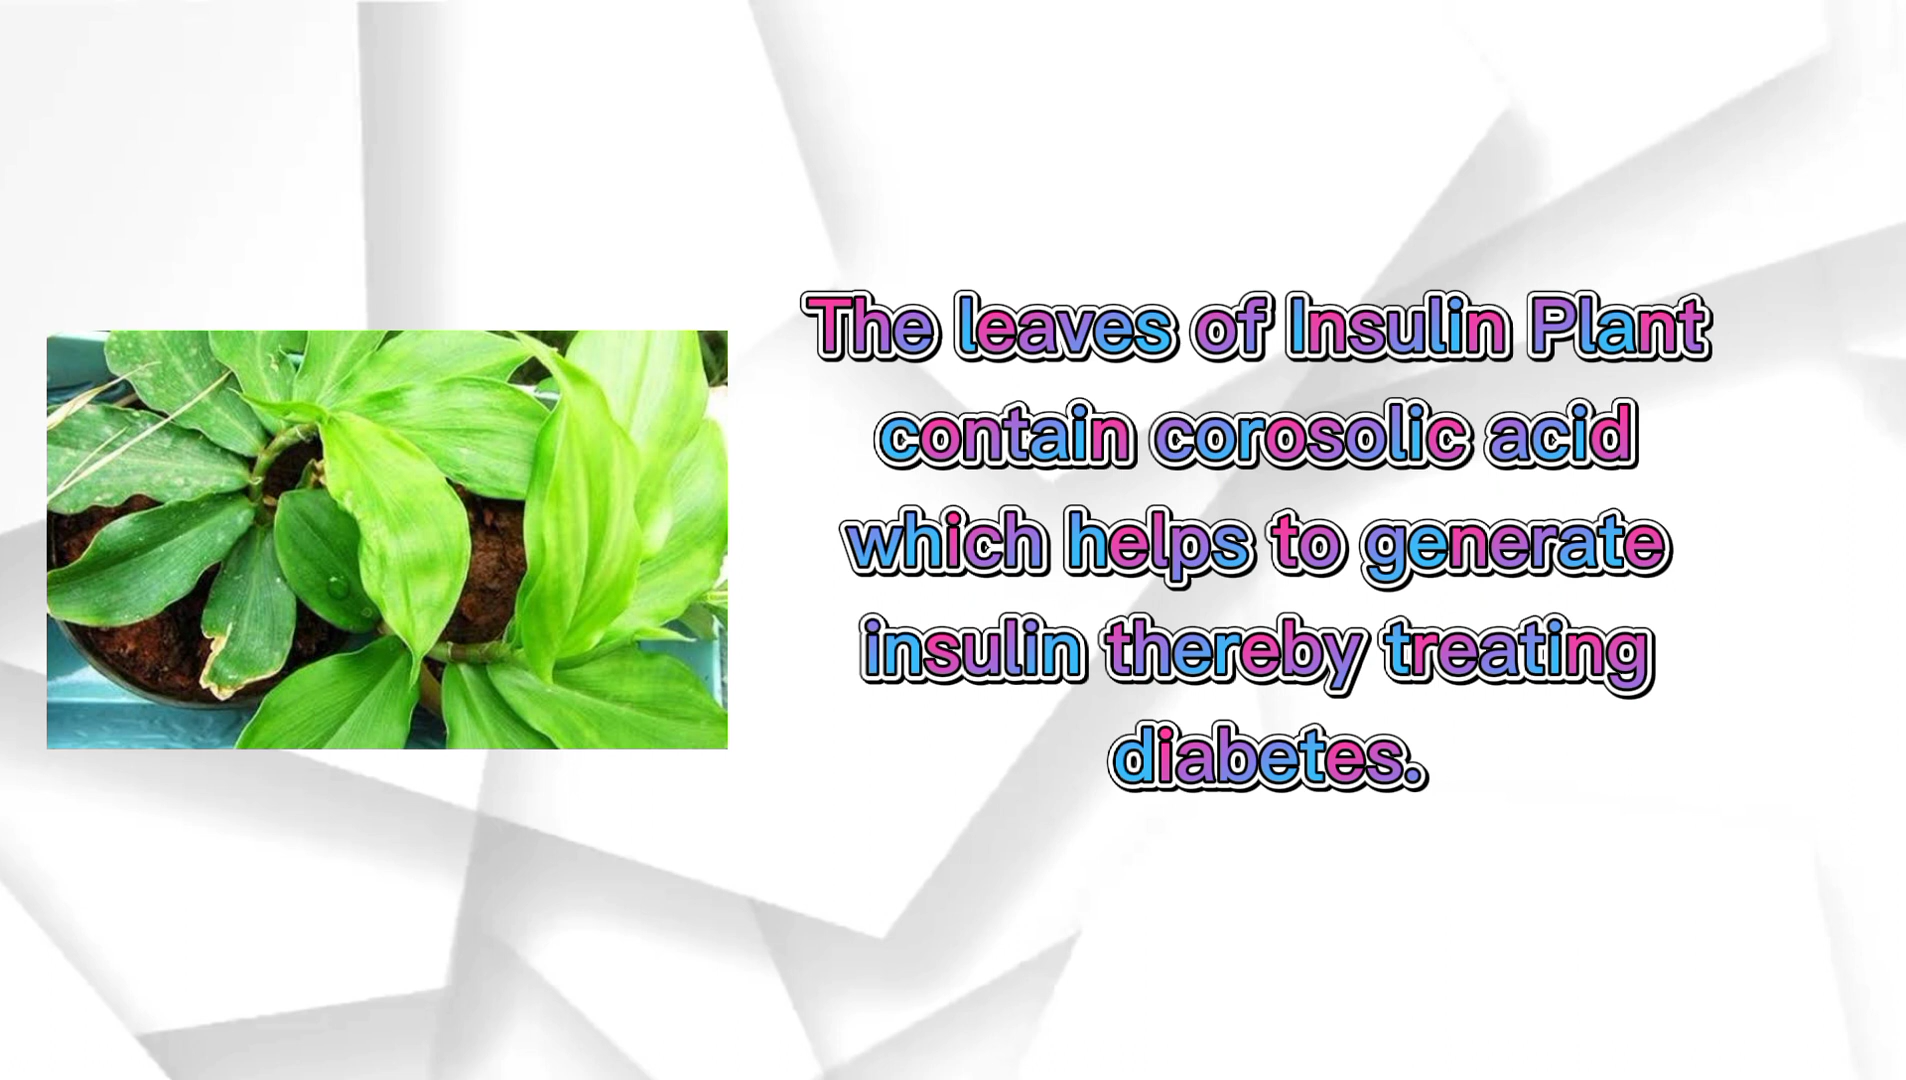 The leaves of Insulin Plant
contain corosolic acid
which helps to generate
insulin thereby treating
diabetes.